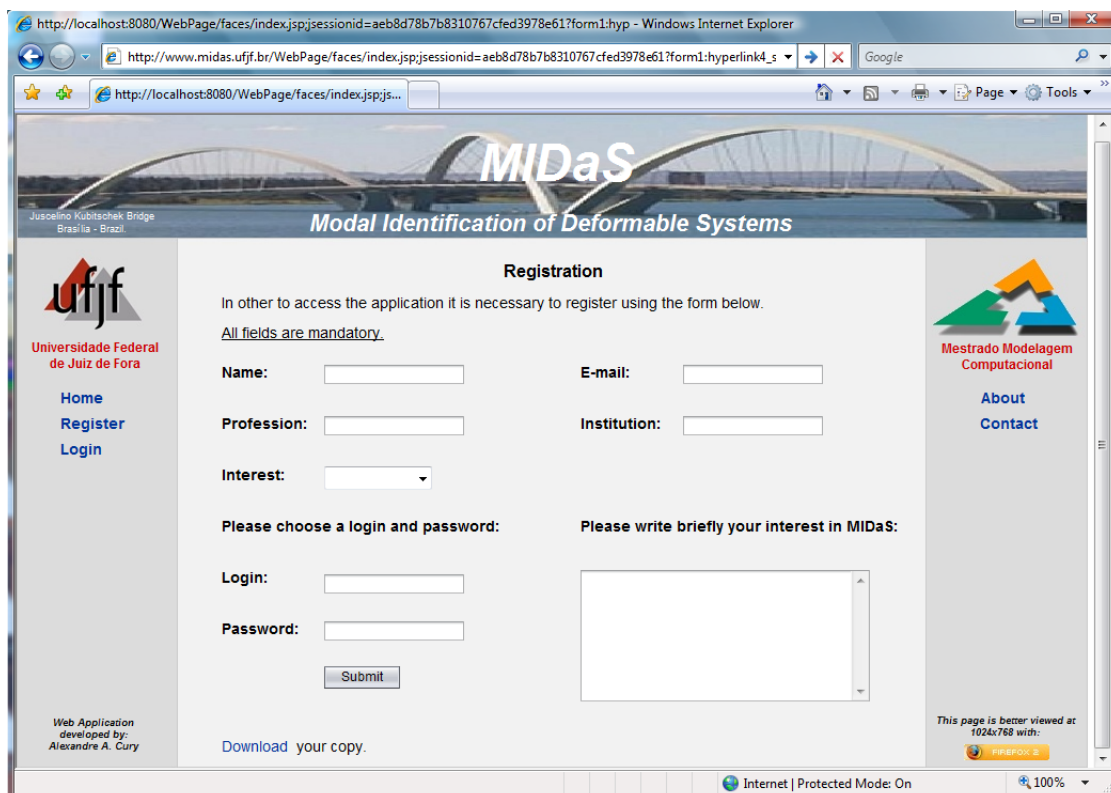 http://localhost:8080/WebPage/faces/index.jsp;jsessionid=aeb8d78b7b8310767cfed3978e61?form1:hyp - Windows Internet Explorer
http://www.midas.ufjf.br/WebPage/faces/index.jsp;jsessionid=aeb8d78b7b8310767cfed3978e61?form1:hyperlink4_s
Google
http://localhost:8080/WebPage/faces/index.jsp;js...
Page
Tools
MIDaS
Juscelino Kubitschek Bridge
Brasília - Brazil.
Modal Identification of Deformable Systems
ufjf
Universidade Federal
de Juiz de Fora
Home
Register
Login
Registration
In other to access the application it is necessary to register using the form below.
All fields are mandatory.
Name:
E-mail:
Profession:
Institution:
Interest:
Please choose a login and password:
Please write briefly your interest in MIDaS:
Login:
Password:
Submit
Download your copy.
Mestrado Modelagem
Computacional
About
Contact
Web Application
developed by:
Alexandre A. Cury
This page is better viewed at
1024x768 with:
FIREFOX 2
Internet | Protected Mode: On
100%